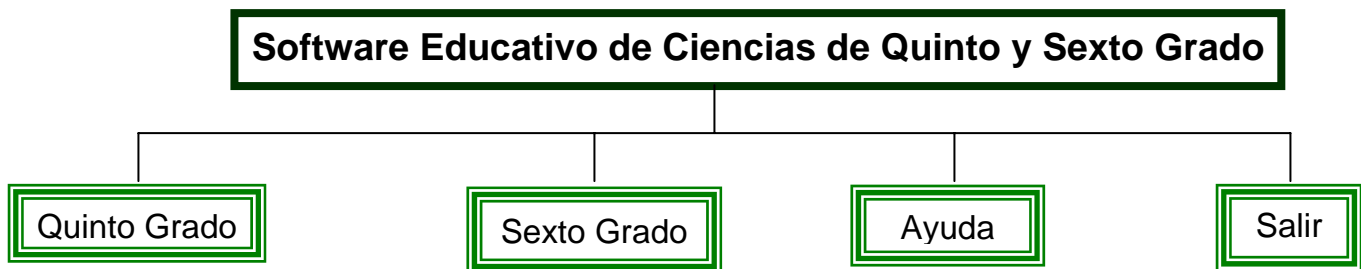 Software Educativo de Ciencias de Quinto y Sexto Grado
Quinto Grado
Sexto Grado
Ayuda
Salir